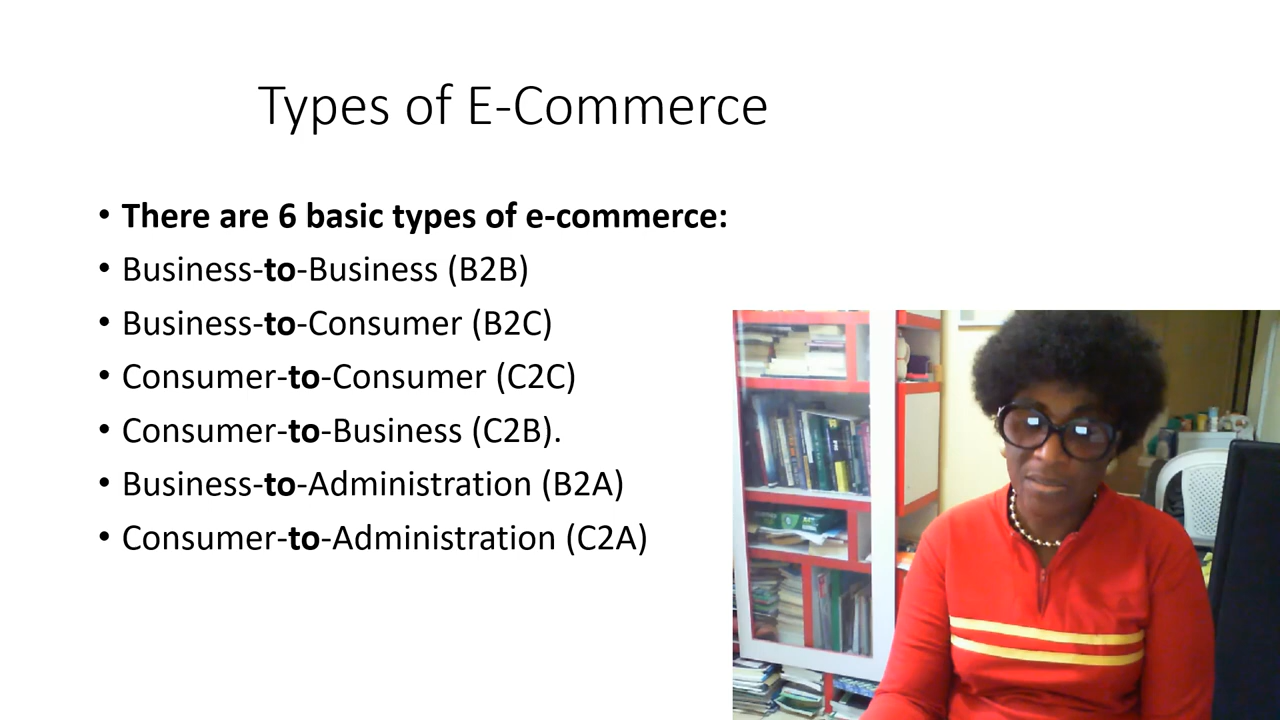 Types of E-Commerce
• There are 6 basic types of e-commerce:
• Business-to-Business (B2B)
• Business-to-Consumer (B2C)
• Consumer-to-Consumer (C2C)
• Consumer-to-Business (C2B).
• Business-to-Administration (B2A)
• Consumer-to-Administration (C2A)